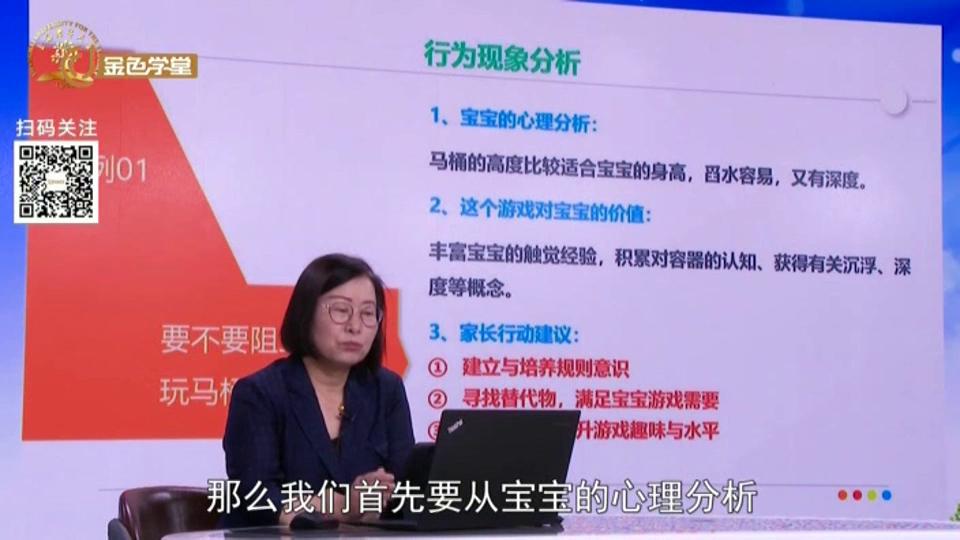 金色学堂
扫码关注
例01
要不要阻
玩马桶
行为现象分析
1、宝宝的心理分析：
马桶的高度比较适合宝宝的身高，舀水容易，又有深度。
2、这个游戏对宝宝的价值：
丰富宝宝的触觉经验，积累对容器的认知、获得有关沉浮、深
度等概念。
3、家长行动建议：
① 建立与培养规则意识
② 寻找替代物，满足宝宝游戏需要
③ 升游戏趣味与水平
ThinkPad
那么我们首先要从宝宝的心理分析